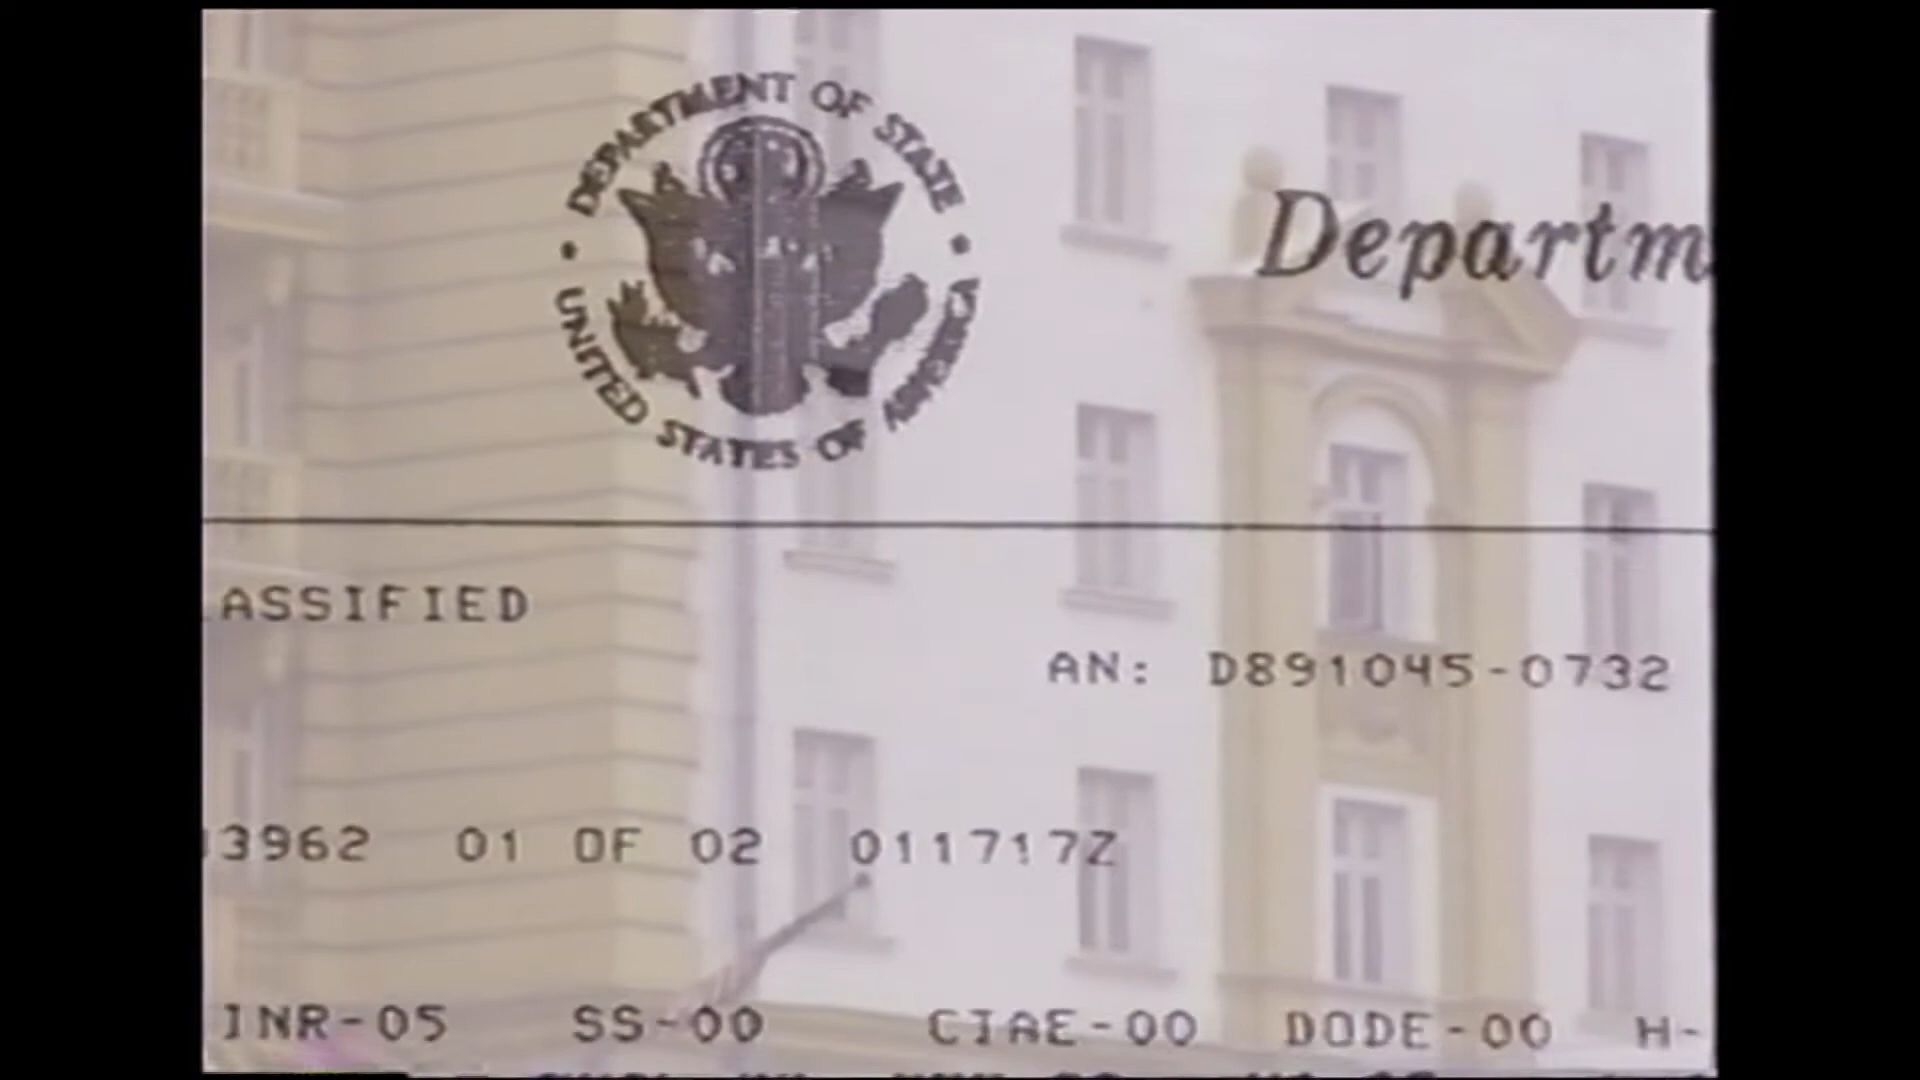 DEPARTMENT OF STATE
UNITED STATES OF AMERICA
Departm
ASSIFIED
AN: D891045-0732
3962 01 OF 02 011717Z
INR-05 SS-00 CIAE-00 DODE-00 H-